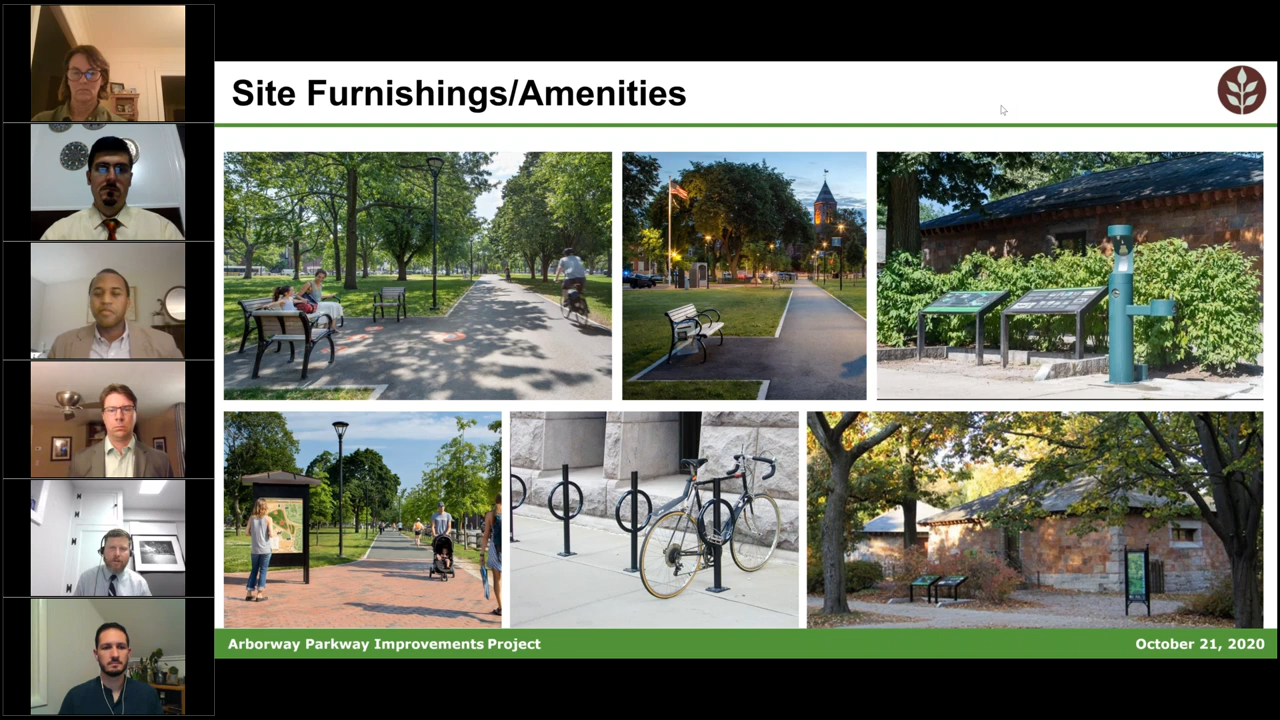 Site Furnishings/Amenities
Arborway Parkway Improvements Project
October 21, 2020